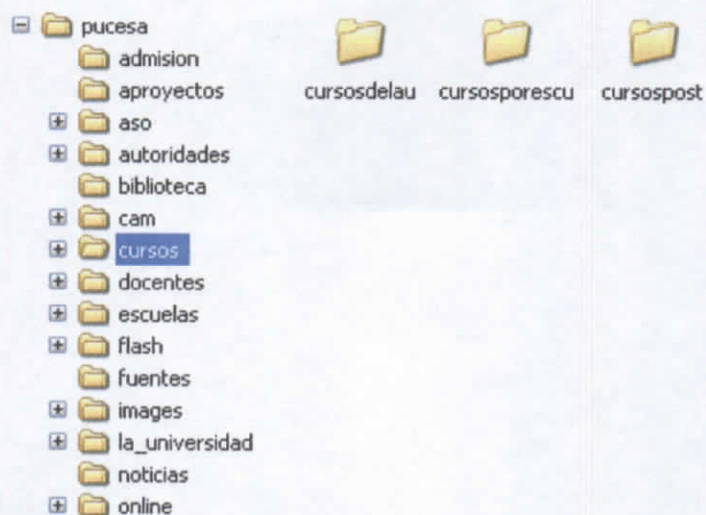 pucesa
admision
aproyectos
aso
autoridades
biblioteca
cam
cursos
docentes
escuelas
flash
fuentes
images
la_universidad
noticias
online
cursosdelau cursosporescu cursospost